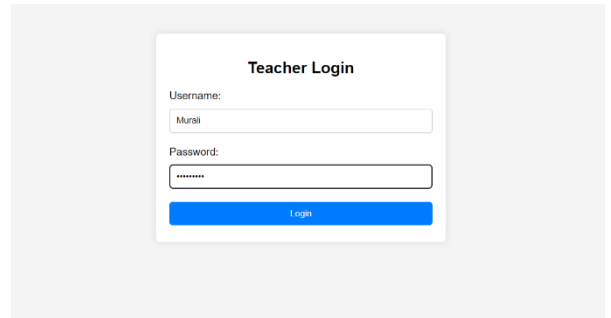 Teacher Login
Username:
Murali
Password:
•••••••••
Login